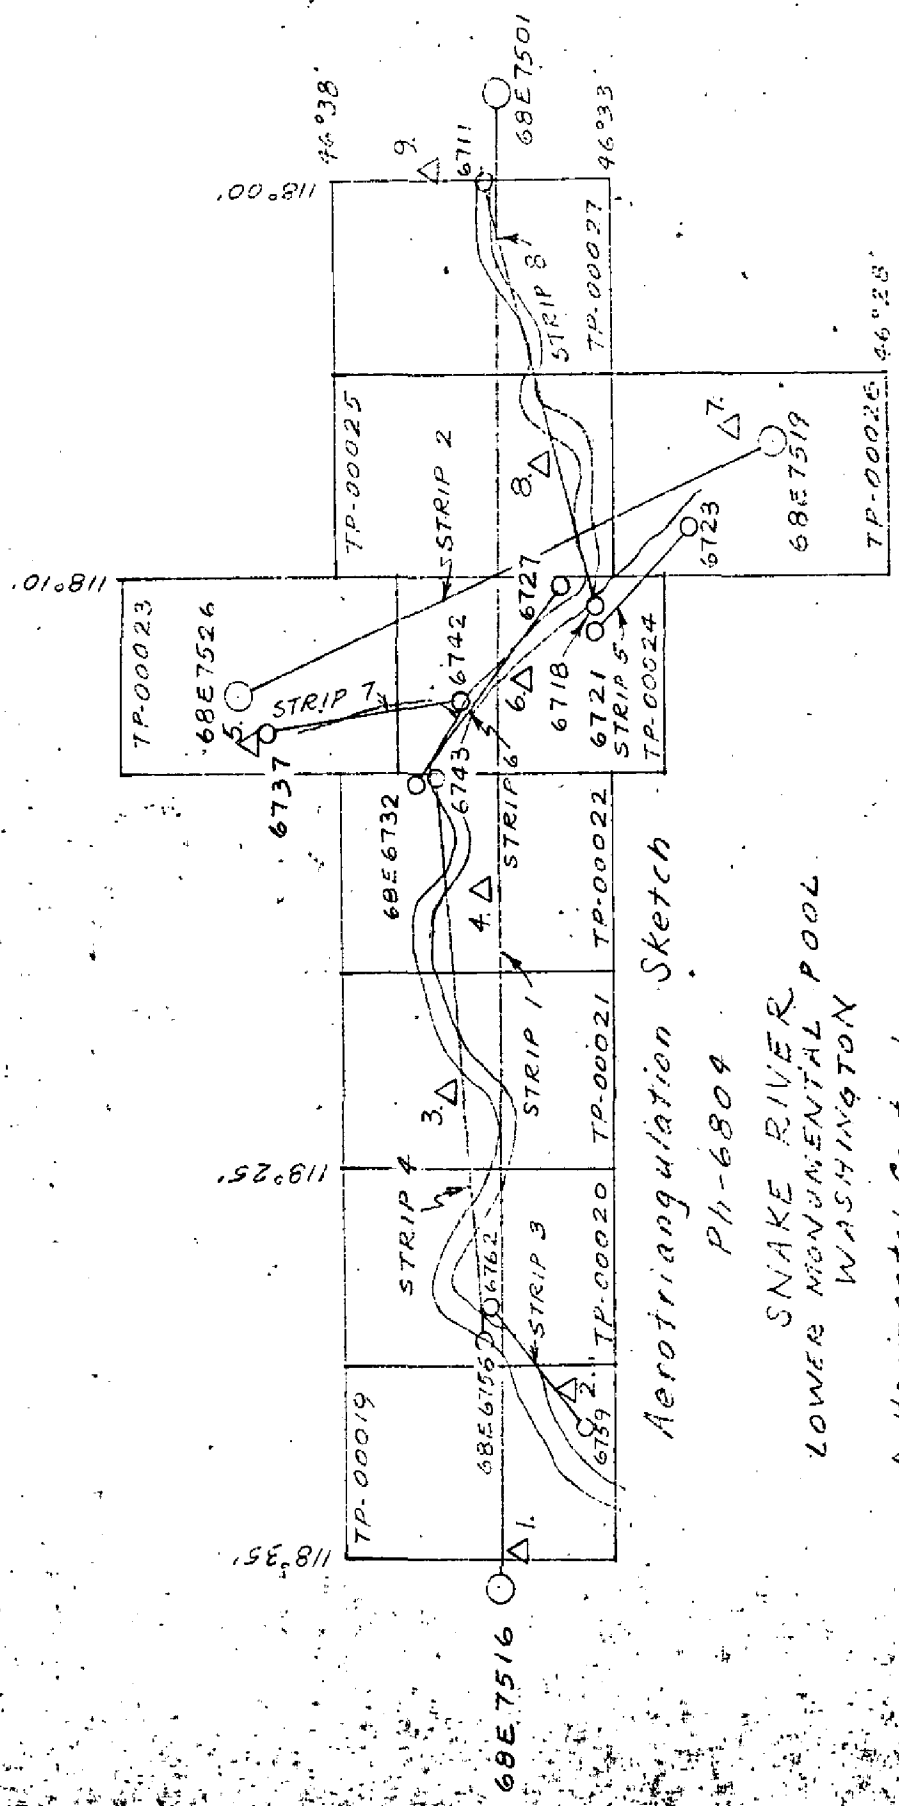 46°38'
118°00'
9.
6711
68E7501
46°33'
STRIP 8
TP-00027
TP-00025
STRIP 2
8.
7.
68E7519
6723
TP-00026
46°28'
118°10'
TP-00023
68E7526
5.
STRIP 7
6737
6742
6727
6.
6718
6721
STRIP 5
TP-00024
68E6732
6743
STRIP 6
4.
TP-00022
STRIP 1
TP-00021
3.
118°25'
STRIP 4
6762
STRIP 3
TP-00020
68E6756
2.
6759
TP-00019
118°35'
1.
68E7516
Aerotriangulation Sketch
Ph-6804
SNAKE RIVER
LOWER MONUMENTAL POOL
WASHINGTON